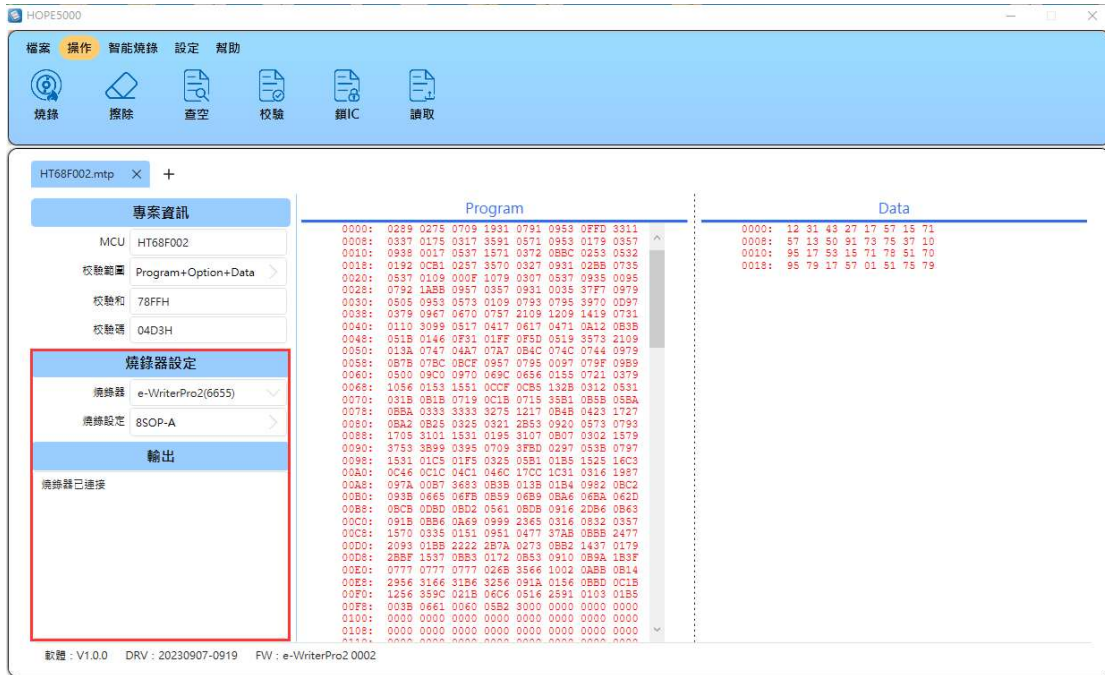 HOPE5000
檔案 操作 智能燒錄 設定 幫助
燒錄 擦除 查空 校驗 鎖IC 讀取
HT68F002.mtp × +
專案資訊
MCU HT68F002
校驗範圍 Program+Option+Data
校驗和 78FFH
校驗碼 04D3H
燒錄器設定
燒錄器 e-WriterPro2(6655)
燒錄設定 8SOP-A
輸出
燒錄器已連接
Program
0000: 0289 0275 0709 1931 0791 0953 0FFD 3311
0008: 0337 0175 0317 3591 0571 0953 0179 0357
0010: 0938 0017 0537 1571 0372 0BBC 0253 0532
0018: 0192 0CB1 0257 3570 0327 0931 02BB 0735
0020: 0537 0109 000F 1079 0307 0537 0935 0095
0028: 0792 1ABB 0957 0357 0931 0035 37F7 0979
0030: 0505 0953 0573 0109 0793 0795 3970 0D97
0038: 0379 0967 0670 0757 2109 1209 1419 0731
0040: 0110 3099 0517 0417 0617 0471 0A12 0B3B
0048: 051B 0146 0F31 01FF 0F5D 0519 3573 2109
0050: 013A 0747 04A7 07A7 0B4C 074C 0744 0979
0058: 0B7B 07BC 0BCF 0957 0795 0097 079F 09B9
0060: 0500 09C0 0970 069C 0656 0155 0721 0379
0068: 1056 0153 1551 0CCF 0CB5 132B 0312 0531
0070: 031B 0B1B 0719 0C1B 0715 35B1 0B5B 05BA
0078: 0BBA 0333 3333 3275 1217 0B4B 0423 1727
0080: 0BA2 0B25 0325 0321 2B53 0920 0573 0793
0088: 1705 3101 1531 0195 3107 0B07 0302 1579
0090: 3753 3B99 0395 0709 3FBD 0297 053B 0797
0098: 1531 01C5 01F5 0325 05B1 01B5 1525 16C3
00A0: 0C46 0C1C 04C1 046C 17CC 1C31 0316 1987
00A8: 097A 00B7 3683 0B3B 013B 01B4 0982 0BC2
00B0: 093B 0665 06FB 0B59 06B9 0BA6 06BA 062D
00B8: 0BCB 0DBD 0BD2 0561 0BDB 0916 2DB6 0B63
00C0: 091B 0BB6 0A69 0999 2365 0316 0832 0357
00C8: 1570 0335 0151 0951 0477 37AB 0BBB 2477
00D0: 2093 01BB 2222 2B7A 0273 0BB2 1437 0179
00D8: 2BBF 1537 0BB3 0172 0B53 0910 0B9A 1B3F
00E0: 0777 0777 0777 026B 3566 1002 0ABB 0B14
00E8: 2956 3166 31B6 3256 091A 0156 0BBD 0C1B
00F0: 1256 359C 021B 06C6 0516 2591 0103 01B5
00F8: 003B 0661 0060 05B2 3000 0000 0000 0000
0100: 0000 0000 0000 0000 0000 0000 0000 0000
0108: 0000 0000 0000 0000 0000 0000 0000 0000
Data
0000: 12 31 43 27 17 57 15 71
0008: 57 13 50 91 73 75 37 10
0010: 95 17 53 15 71 78 51 70
0018: 95 79 17 57 01 51 75 79
軟體：V1.0.0 DRV：20230907-0919 FW：e-WriterPro2 0002